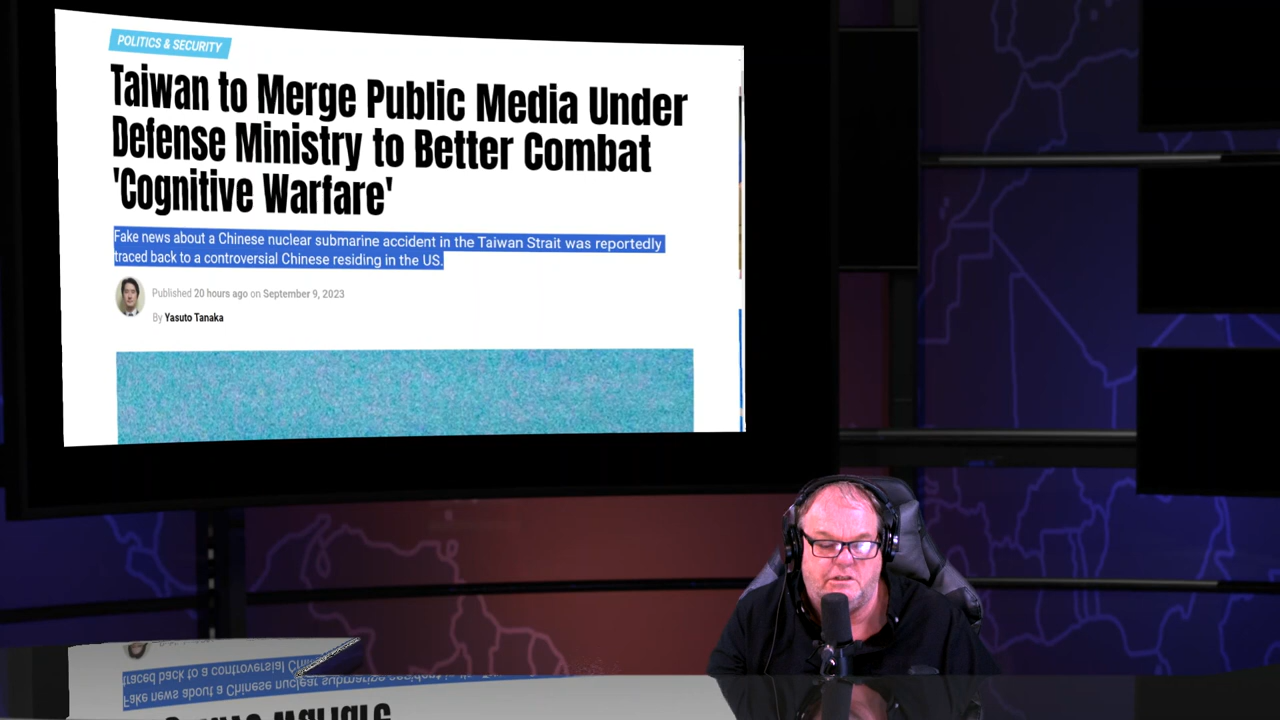 POLITICS & SECURITY
Taiwan to Merge Public Media Under
Defense Ministry to Better Combat
'Cognitive Warfare'
Fake news about a Chinese nuclear submarine accident in the Taiwan Strait was reportedly
traced back to a controversial Chinese residing in the US.
Published 20 hours ago on September 9, 2023
By Yasuto Tanaka